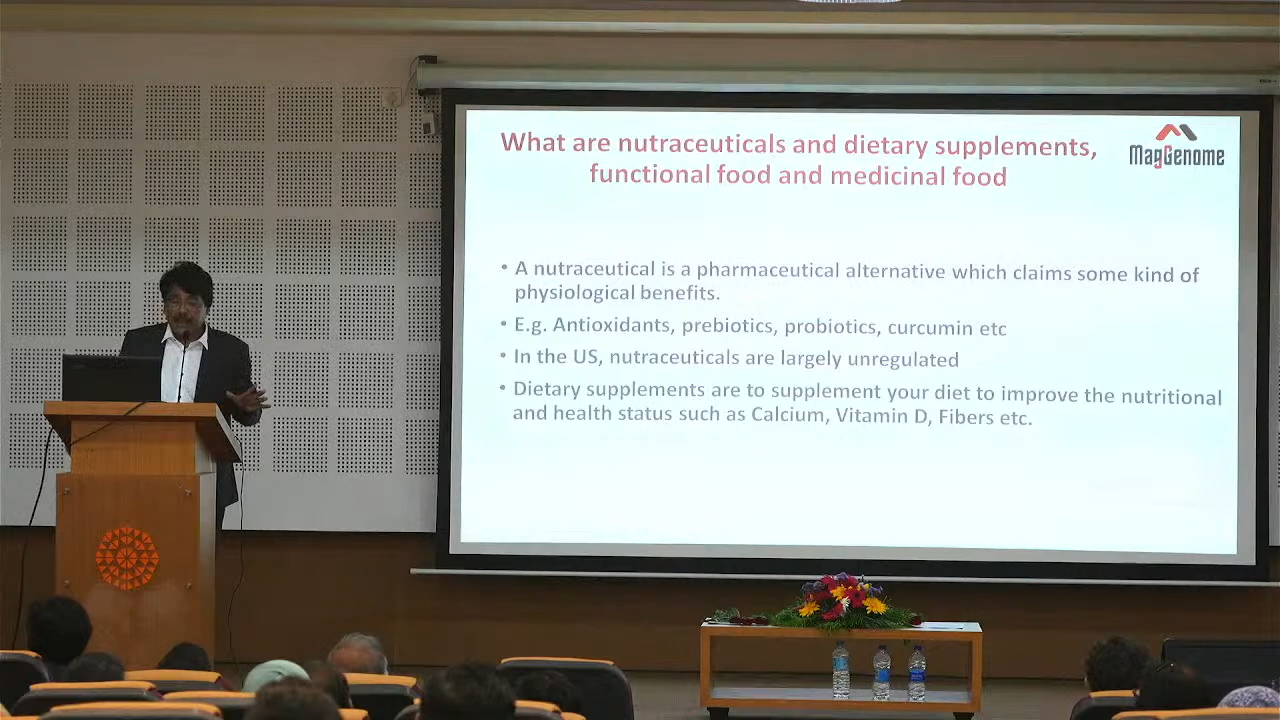 What are nutraceuticals and dietary supplements,
functional food and medicinal food
MagGenome
• A nutraceutical is a pharmaceutical alternative which claims some kind of
physiological benefits.
• E.g. Antioxidants, prebiotics, probiotics, curcumin etc
• In the US, nutraceuticals are largely unregulated
• Dietary supplements are to supplement your diet to improve the nutritional
and health status such as Calcium, Vitamin D, Fibers etc.